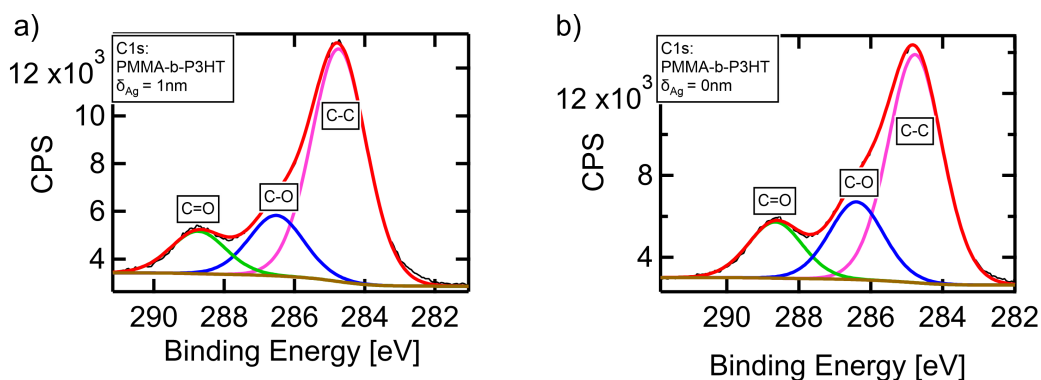 a)
C1s:
PMMA-b-P3HT
δAg = 1nm
12 x10³
10
8
6
4
CPS
C-C
C-O
C=O
290
288
286
284
282
Binding Energy [eV]
b)
C1s:
PMMA-b-P3HT
δAg = 0nm
12 x10³
8
4
CPS
C-C
C-O
C=O
290
288
286
284
282
Binding Energy [eV]